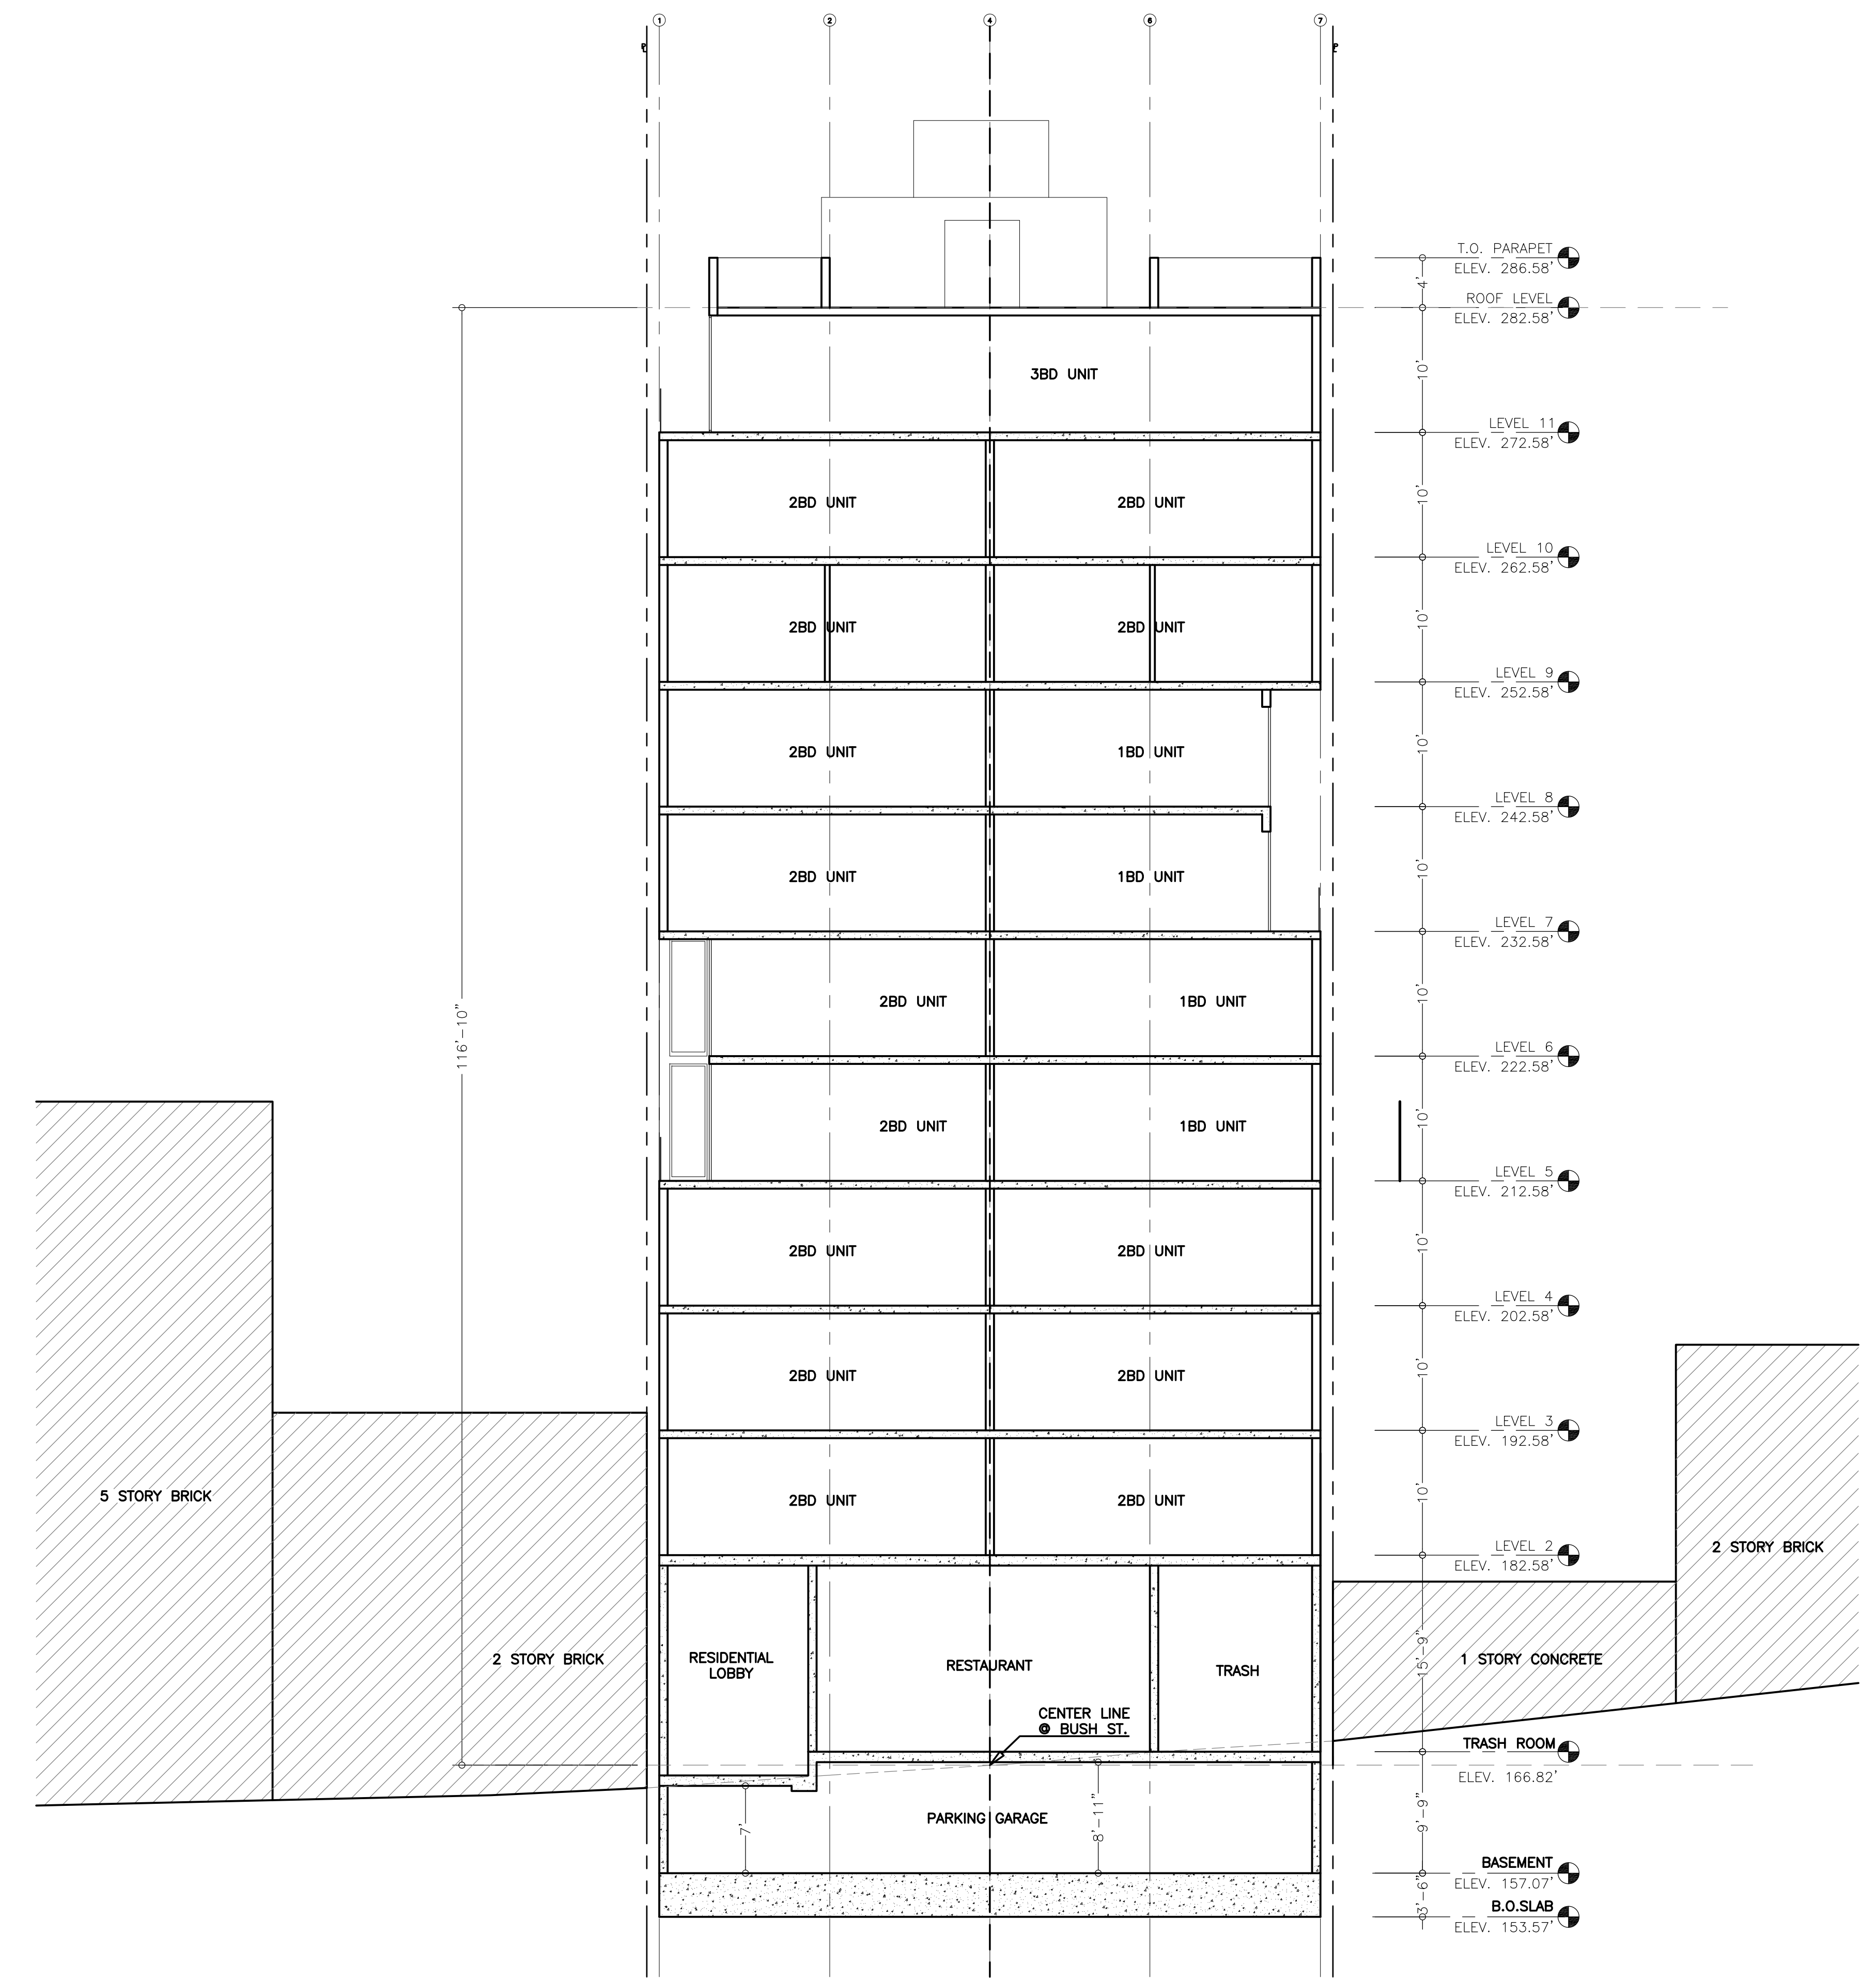 1 2 4 6 7
PL PL
T.O. PARAPET
ELEV. 286.58'
4'
ROOF LEVEL
ELEV. 282.58'
10'
3BD UNIT
LEVEL 11
ELEV. 272.58'
10'
2BD UNIT 2BD UNIT
LEVEL 10
ELEV. 262.58'
10'
2BD UNIT 2BD UNIT
LEVEL 9
ELEV. 252.58'
10'
2BD UNIT 1BD UNIT
LEVEL 8
ELEV. 242.58'
10'
2BD UNIT 1BD UNIT
LEVEL 7
ELEV. 232.58'
10'
2BD UNIT 1BD UNIT
116'-10"
LEVEL 6
ELEV. 222.58'
10'
2BD UNIT 1BD UNIT
LEVEL 5
ELEV. 212.58'
10'
2BD UNIT 2BD UNIT
LEVEL 4
ELEV. 202.58'
10'
2BD UNIT 2BD UNIT
LEVEL 3
ELEV. 192.58'
10'
2BD UNIT 2BD UNIT
5 STORY BRICK
LEVEL 2
ELEV. 182.58'
2 STORY BRICK
15'-9"
2 STORY BRICK
RESIDENTIAL
LOBBY
RESTAURANT
TRASH
1 STORY CONCRETE
CENTER LINE
@ BUSH ST.
TRASH ROOM
ELEV. 166.82'
9'-9"
7'
8'-11"
PARKING GARAGE
BASEMENT
ELEV. 157.07'
3'-6"
B.O.SLAB
ELEV. 153.57'